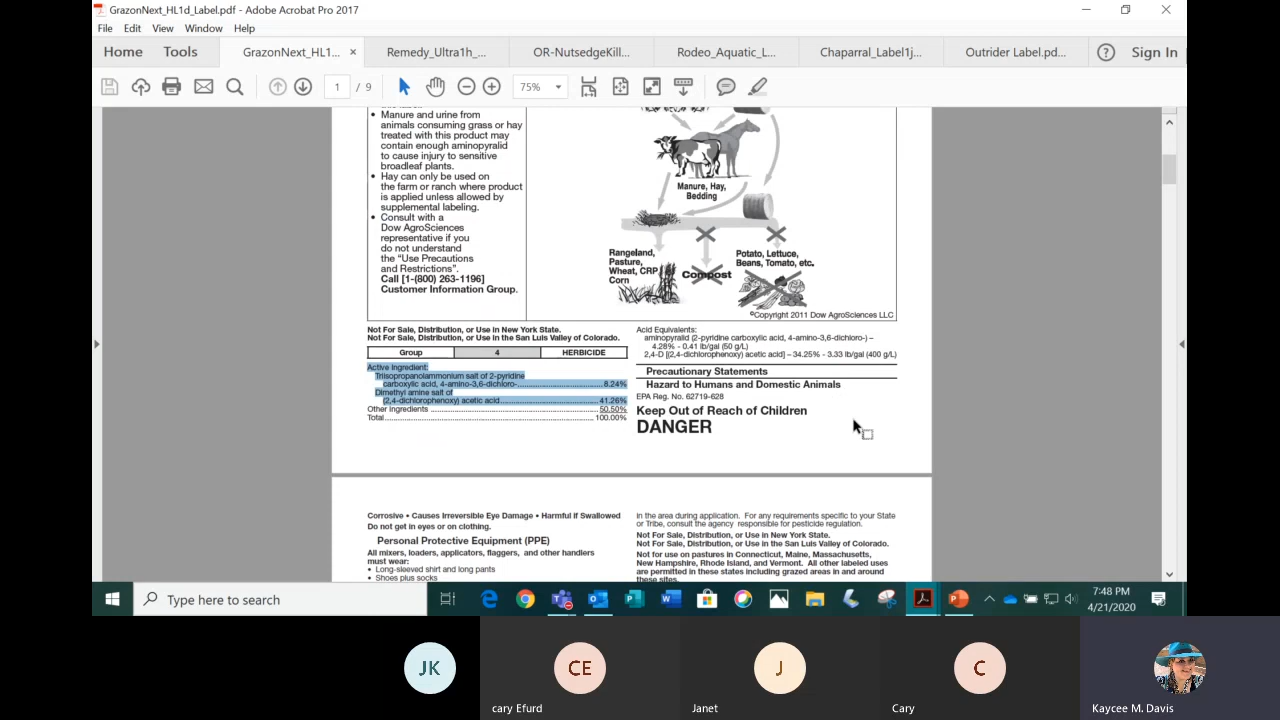 GrazonNext_HL1d_Label.pdf - Adobe Acrobat Pro 2017
File Edit View Window Help
Home Tools GrazonNext_HL1... × Remedy_Ultra1h_... OR-NutsedgeKill... Rodeo_Aquatic_L... Chaparral_Label1j... Outrider Label.pd... Sign In
1 / 9 75%
• Manure and urine from
animals consuming grass or hay
treated with this product may
contain enough aminopyralid
to cause injury to sensitive
broadleaf plants.
• Hay can only be used on
the farm or ranch where product
is applied unless allowed by
supplemental labeling.
• Consult with a
Dow AgroSciences
representative if you
do not understand
the “Use Precautions
and Restrictions”.
Call [1-(800) 263-1196]
Customer Information Group.
Manure, Hay,
Bedding
Rangeland,
Pasture,
Wheat, CRP
Corn
Compost
Potato, Lettuce,
Beans, Tomato, etc.
©Copyright 2011 Dow AgroSciences LLC
Not For Sale, Distribution, or Use in New York State.
Not For Sale, Distribution, or Use in the San Luis Valley of Colorado.
Group 4 HERBICIDE
Active Ingredient:
Triisopropanolammonium salt of 2-pyridine
carboxylic acid, 4-amino-3,6-dichloro-.......................... 8.24%
Dimethyl amine salt of
(2,4-dichlorophenoxy) acetic acid................................ 41.26%
Other Ingredients ........................................................ 50.50%
Total............................................................................ 100.00%
Acid Equivalents:
aminopyralid (2-pyridine carboxylic acid, 4-amino-3,6-dichloro-) –
4.28% - 0.41 lb/gal (50 g/L)
2,4-D [(2,4-dichlorophenoxy) acetic acid] – 34.25% - 3.33 lb/gal (400 g/L)
Precautionary Statements
Hazard to Humans and Domestic Animals
EPA Reg. No. 62719-628
Keep Out of Reach of Children
DANGER
Corrosive • Causes Irreversible Eye Damage • Harmful If Swallowed
Do not get in eyes or on clothing.
Personal Protective Equipment (PPE)
All mixers, loaders, applicators, flaggers, and other handlers
must wear:
• Long-sleeved shirt and long pants
• Shoes plus socks
in the area during application. For any requirements specific to your State
or Tribe, consult the agency responsible for pesticide regulation.
Not For Sale, Distribution, or Use in New York State.
Not For Sale, Distribution, or Use in the San Luis Valley of Colorado.
Not for use on pastures in Connecticut, Maine, Massachusetts,
New Hampshire, Rhode Island, and Vermont. All other labeled uses
are permitted in these states including grazed areas in and around
these sites.
Type here to search
7:48 PM
4/21/2020
JK CE J C
cary Efurd Janet Cary Kaycee M. Davis